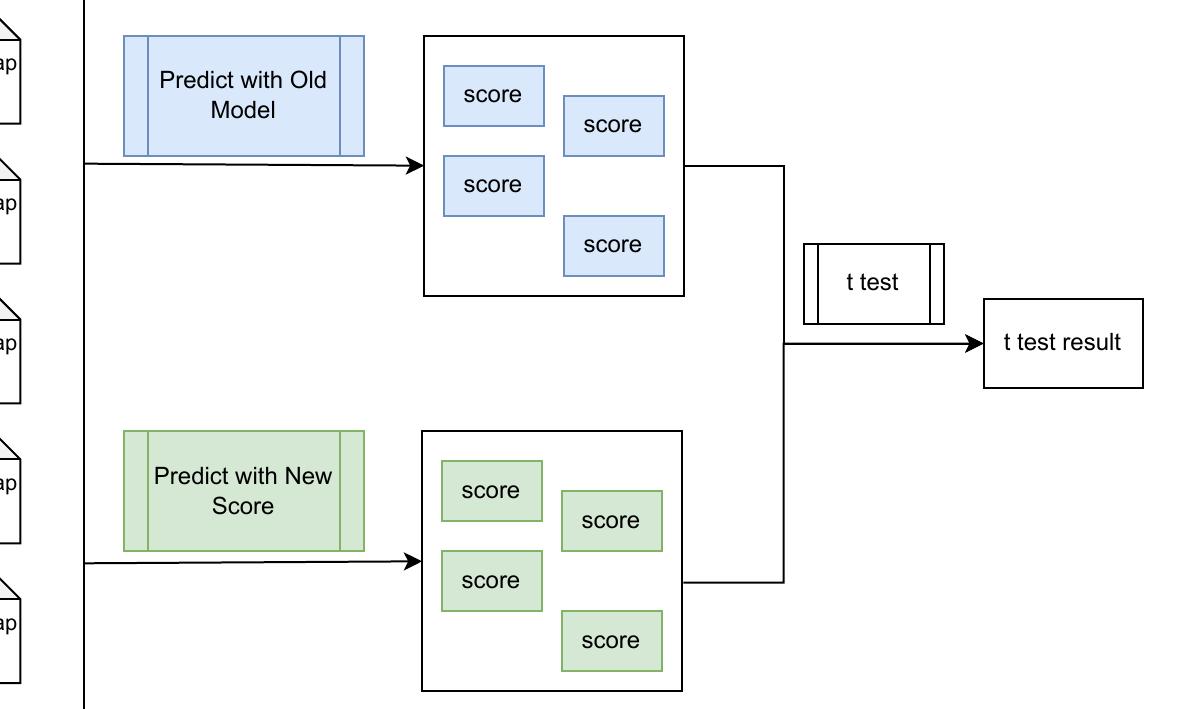 ap
ap
ap
ap
ap
Predict with Old
Model
score
score
score
score
t test
t test result
Predict with New
Score
score
score
score
score